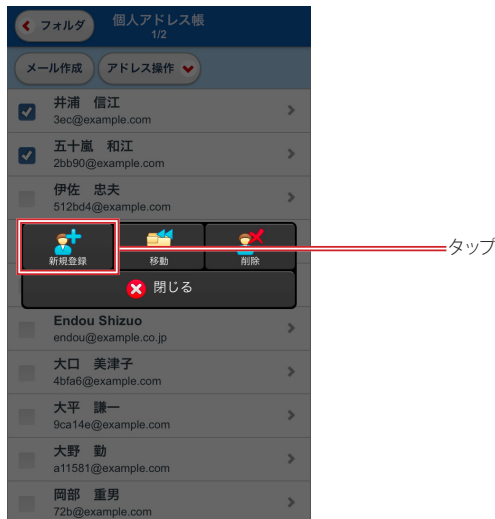 フォルダ
個人アドレス帳
1/2
メール作成
アドレス操作
井浦　信江
3ec@example.com
五十嵐　和江
2bb90@example.com
伊佐　忠夫
512bd4@example.com
新規登録
移動
削除
タップ
閉じる
Endou Shizuo
endou@example.co.jp
大口　美津子
4bfa6@example.com
大平　謙一
9ca14e@example.com
大野　勤
a11581@example.com
岡部　重男
72b@example.com